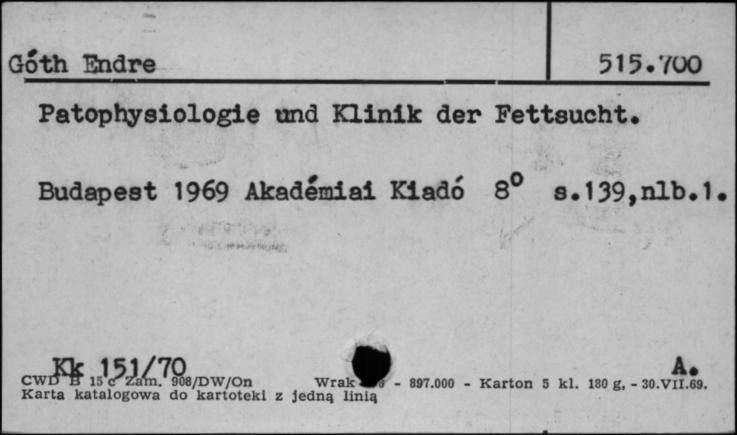 Góth Endre 515.700
Patophysiologie und Klinik der Fettsucht.
Budapest 1969 Akadémiai Kiadó 8° s.139,nlb.1.
Kk 151/70 A.
CWD B 15 c Zam. 908/DW/On Wrak - 897.000 - Karton 5 kl. 180 g, - 30.VII.69.
Karta katalogowa do kartoteki z jedną linią